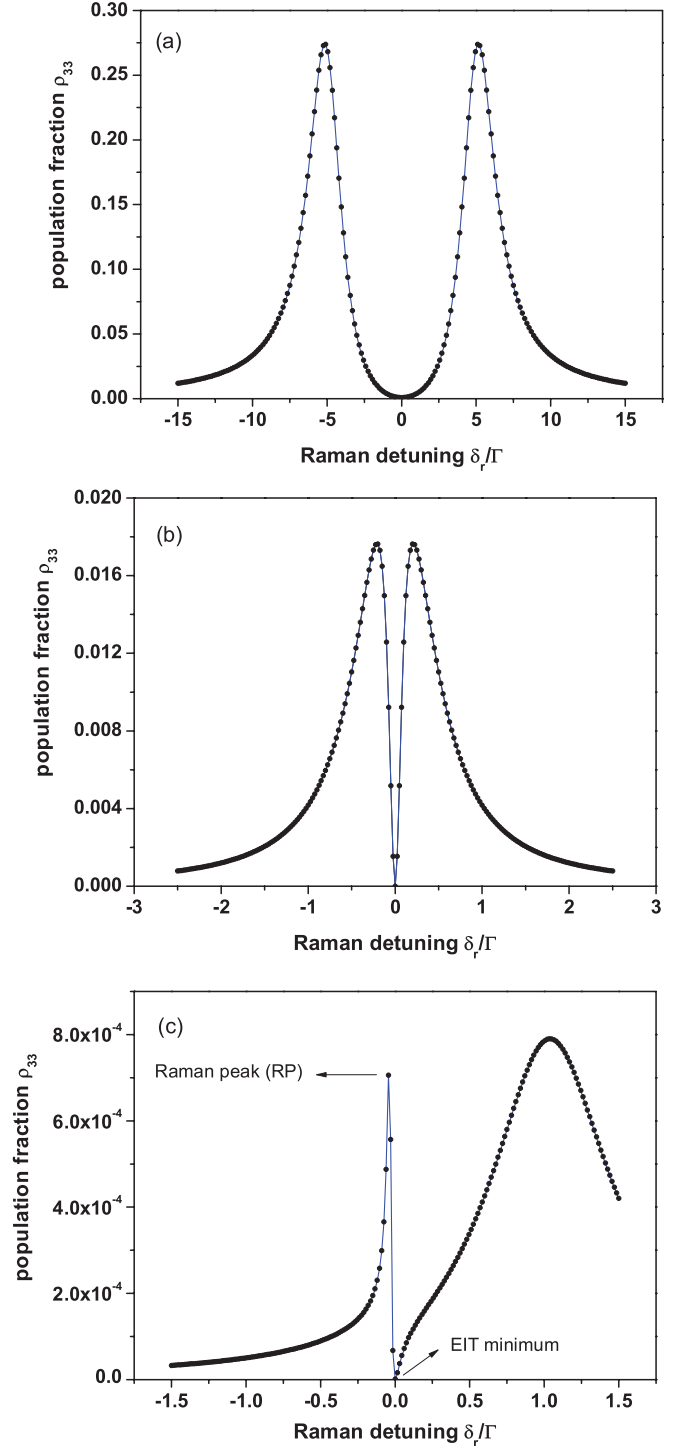 (a)
population fraction ρ33
0.30
0.25
0.20
0.15
0.10
0.05
0.00
-15 -10 -5 0 5 10 15
Raman detuning δr/Γ
(b)
population fraction ρ33
0.020
0.016
0.012
0.008
0.004
0.000
-3 -2 -1 0 1 2 3
Raman detuning δr/Γ
(c)
population fraction ρ33
8.0x10-4
Raman peak (RP)
6.0x10-4
4.0x10-4
2.0x10-4
EIT minimum
0.0
-1.5 -1.0 -0.5 0.0 0.5 1.0 1.5
Raman detuning δr/Γ